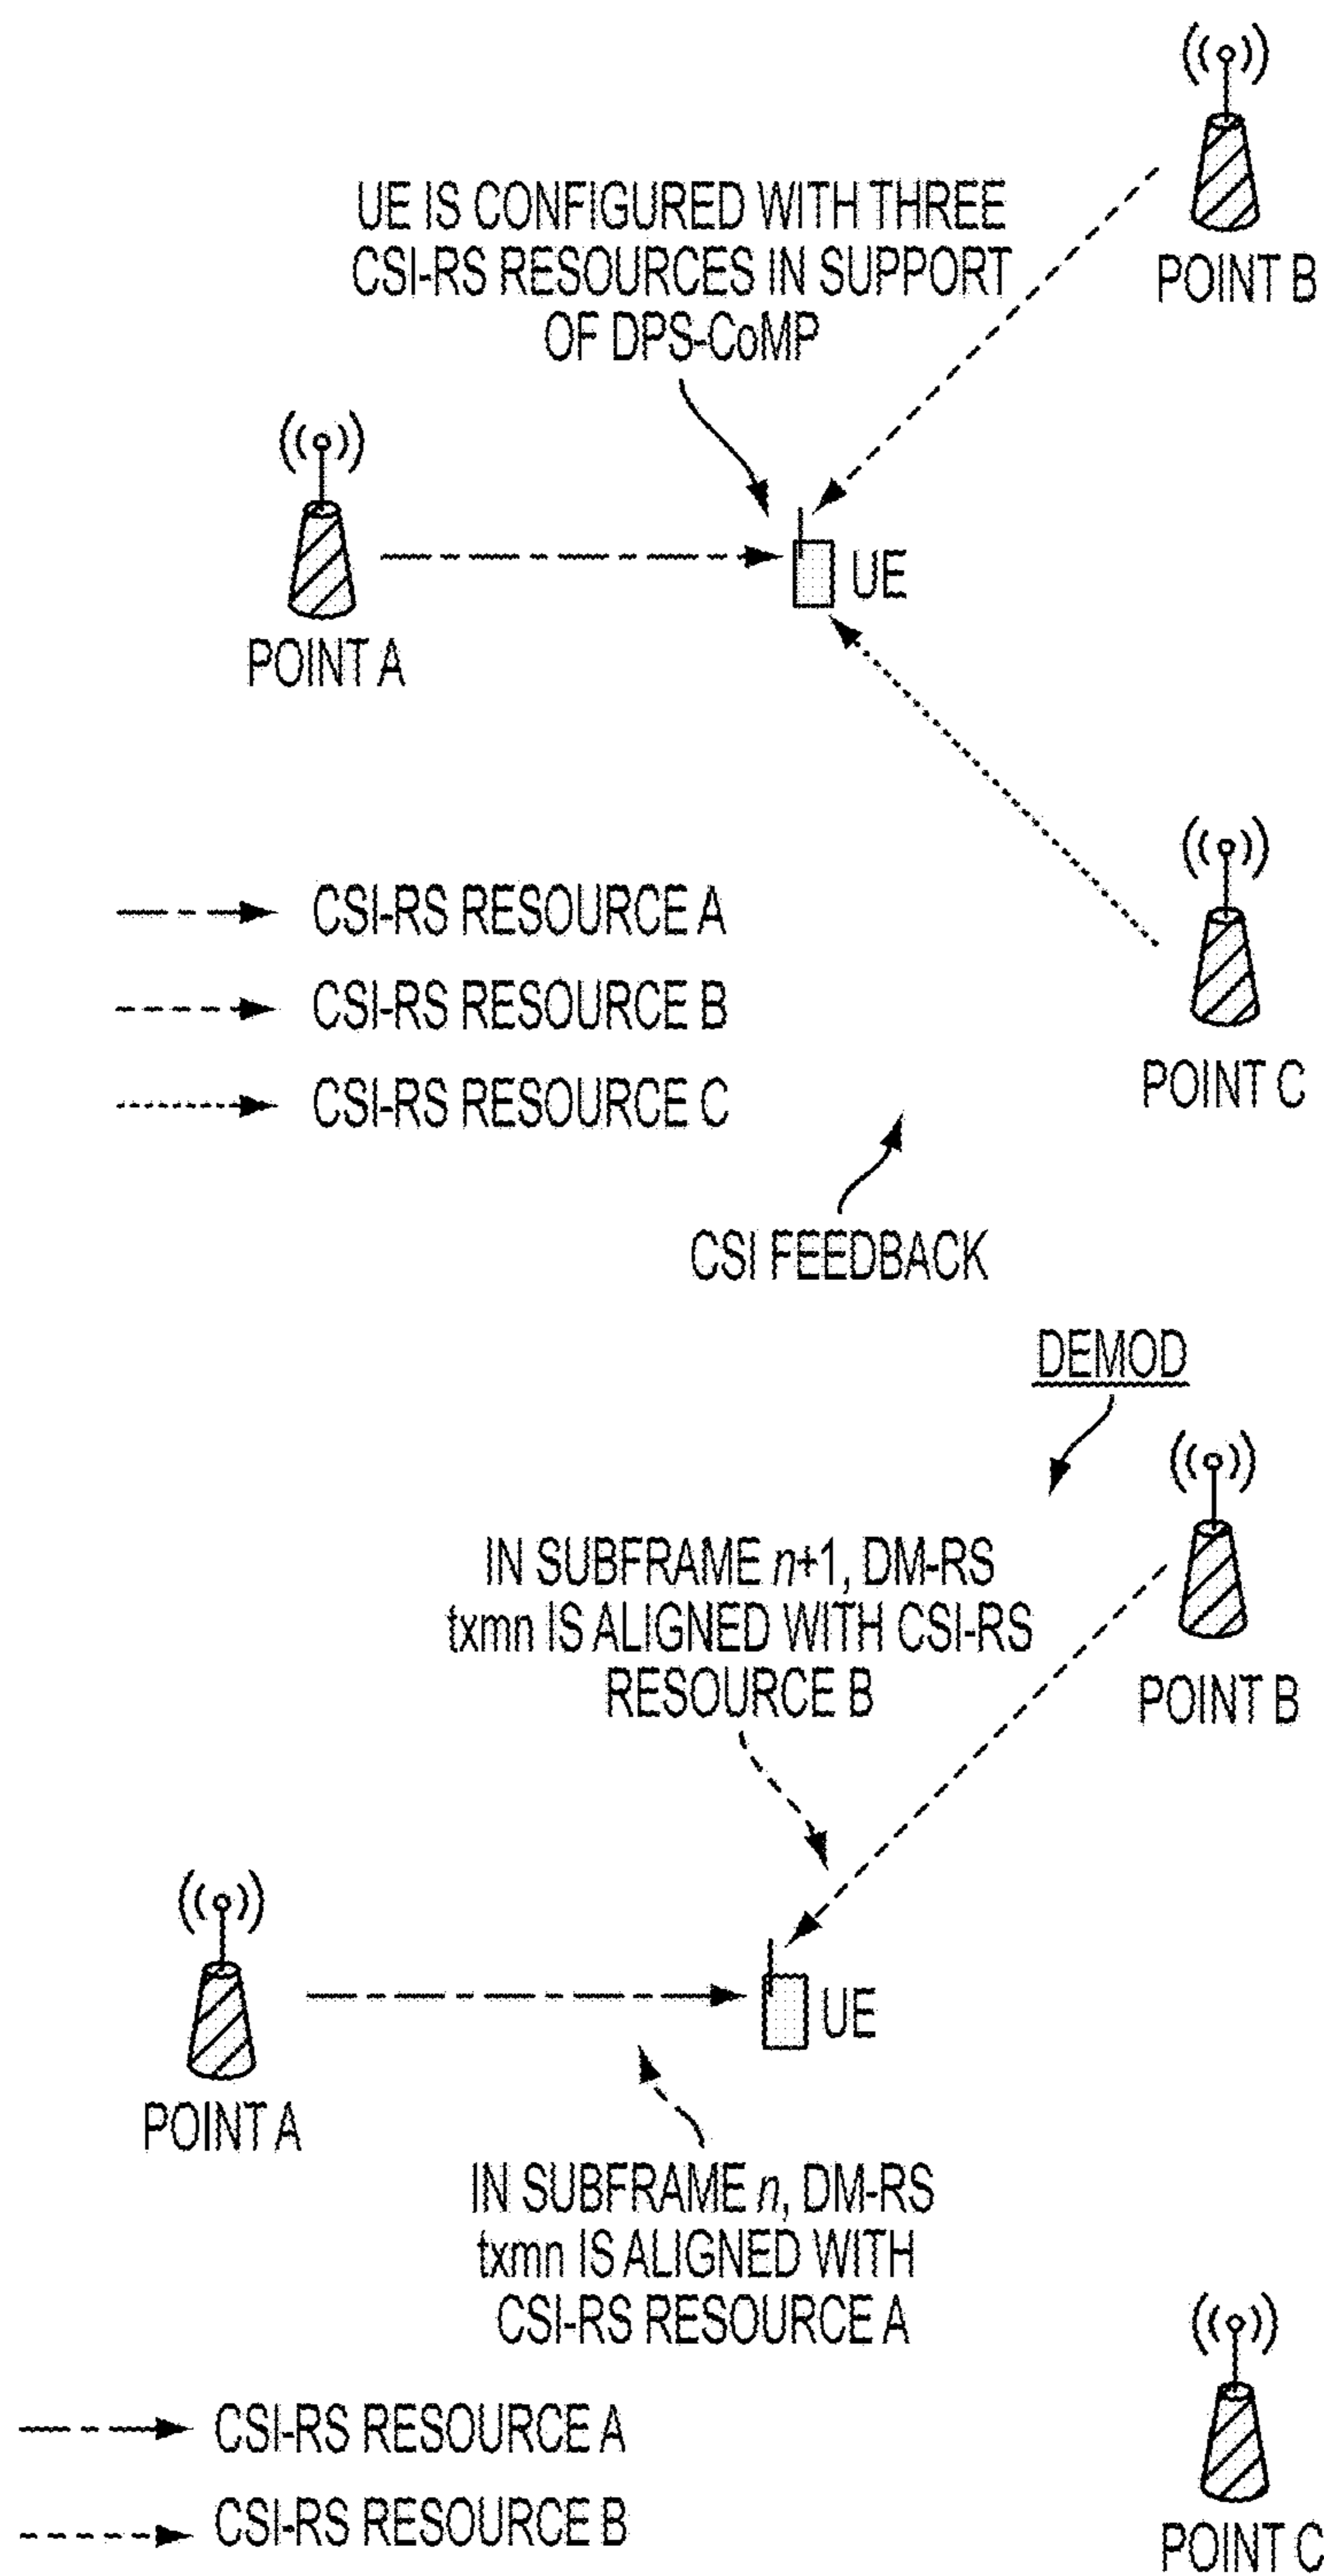 UE IS CONFIGURED WITH THREE
CSI-RS RESOURCES IN SUPPORT
OF DPS-CoMP
POINT B
UE
POINT A
CSI-RS RESOURCE A
CSI-RS RESOURCE B
CSI-RS RESOURCE C
POINT C
CSI FEEDBACK
DEMOD
IN SUBFRAME n+1, DM-RS
txmn IS ALIGNED WITH CSI-RS
RESOURCE B
POINT B
UE
POINT A
IN SUBFRAME n, DM-RS
txmn IS ALIGNED WITH
CSI-RS RESOURCE A
CSI-RS RESOURCE A
CSI-RS RESOURCE B
POINT C